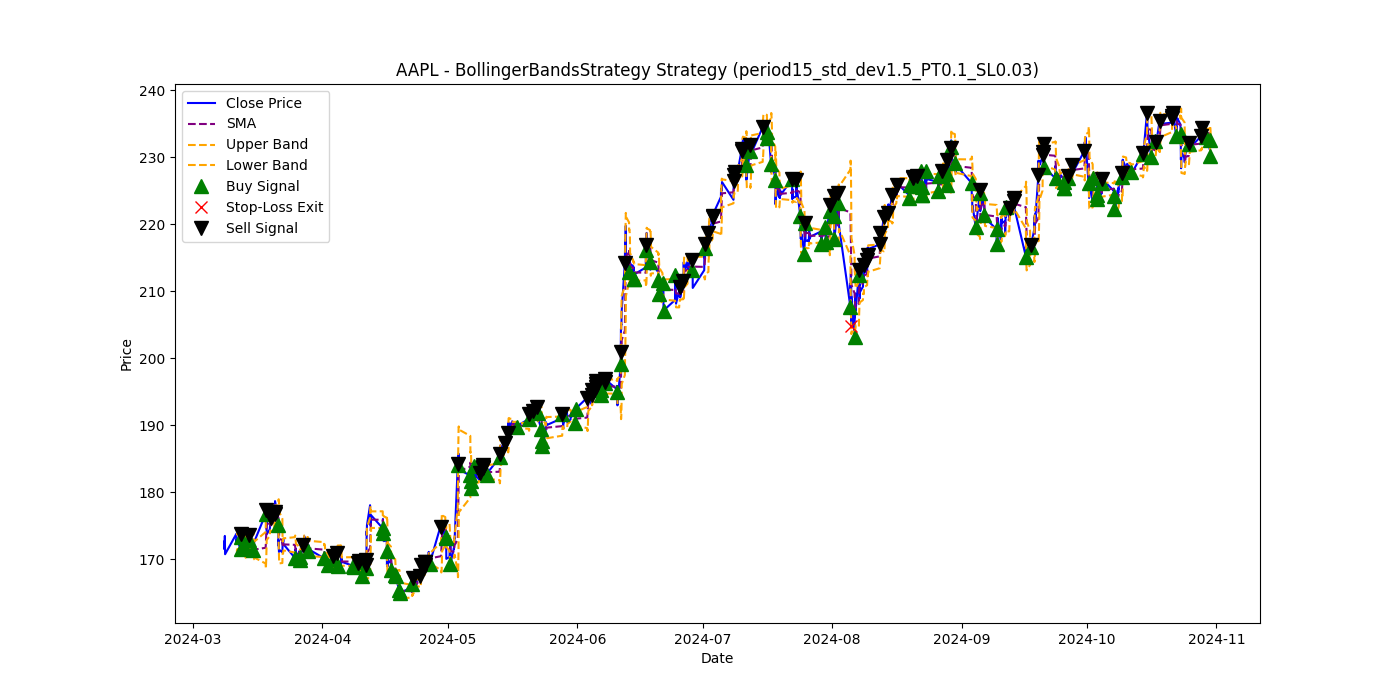 AAPL - BollingerBandsStrategy Strategy (period15_std_dev1.5_PT0.1_SL0.03)
Close Price
SMA
Upper Band
Lower Band
Buy Signal
Stop-Loss Exit
Sell Signal
Price
240
230
220
210
200
190
180
170
2024-03
2024-04
2024-05
2024-06
2024-07
2024-08
2024-09
2024-10
2024-11
Date